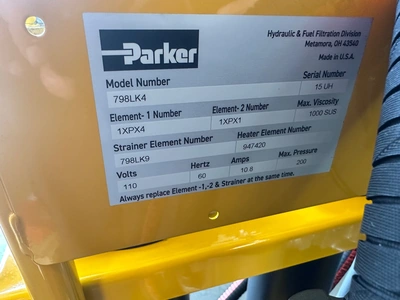 Parker
Hydraulic & Fuel Filtration Division
Metamora, OH 43540
Made in U.S.A.
Model Number Serial Number
798LK4 15 UH
Element- 1 Number Element- 2 Number Max. Viscosity
1XPX4 1XPX1 1000 SUS
Strainer Element Number Heater Element Number
798LK9 947420
Volts Hertz Amps Max. Pressure
110 60 10.8 200
Always replace Element -1,-2 & Strainer at the same time.